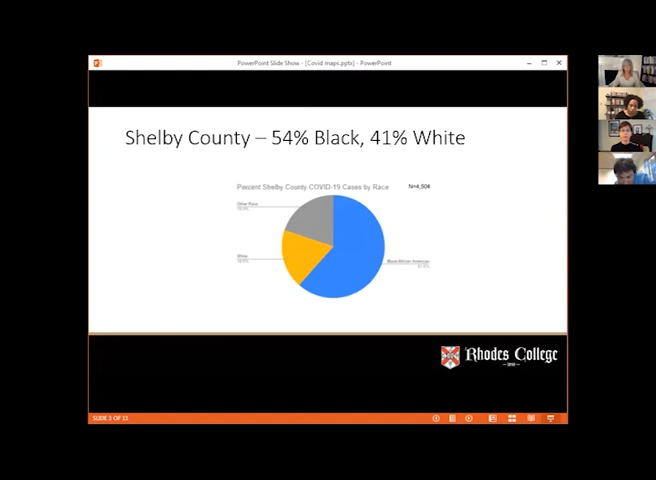 PowerPoint Slide Show - [Covid maps.pptx] - PowerPoint
Shelby County – 54% Black, 41% White
Percent Shelby County COVID-19 Cases by Race
N=4,504
Other Race
White
Black/African American
Rhodes College
SLIDE 3 OF 11